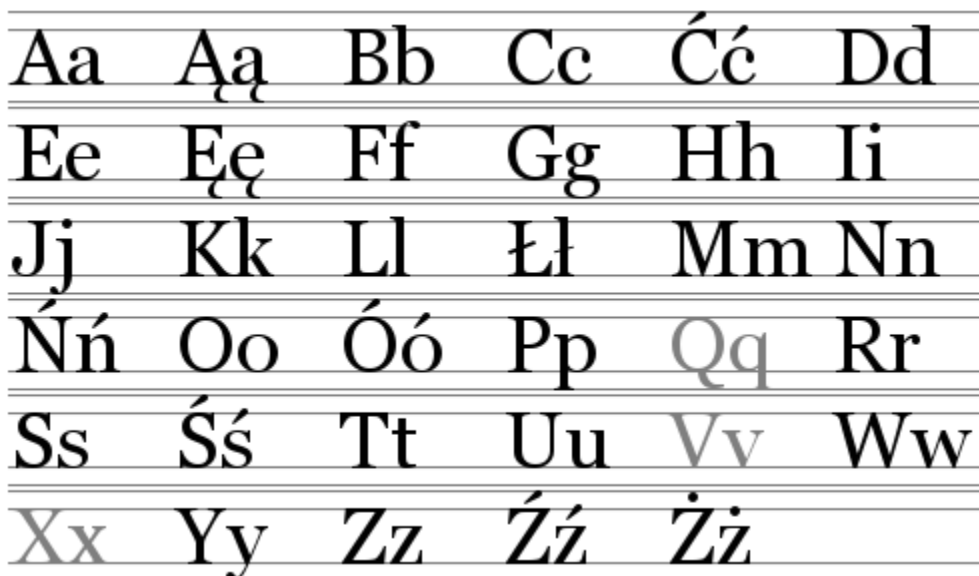 Aa Ąą Bb Cc Ćć Dd
Ee Ęę Ff Gg Hh Ii
Jj Kk Ll Łł Mm Nn
Ńń Oo Óó Pp Qq Rr
Ss Śś Tt Uu Vv Ww
Xx Yy Zz Źź Żż